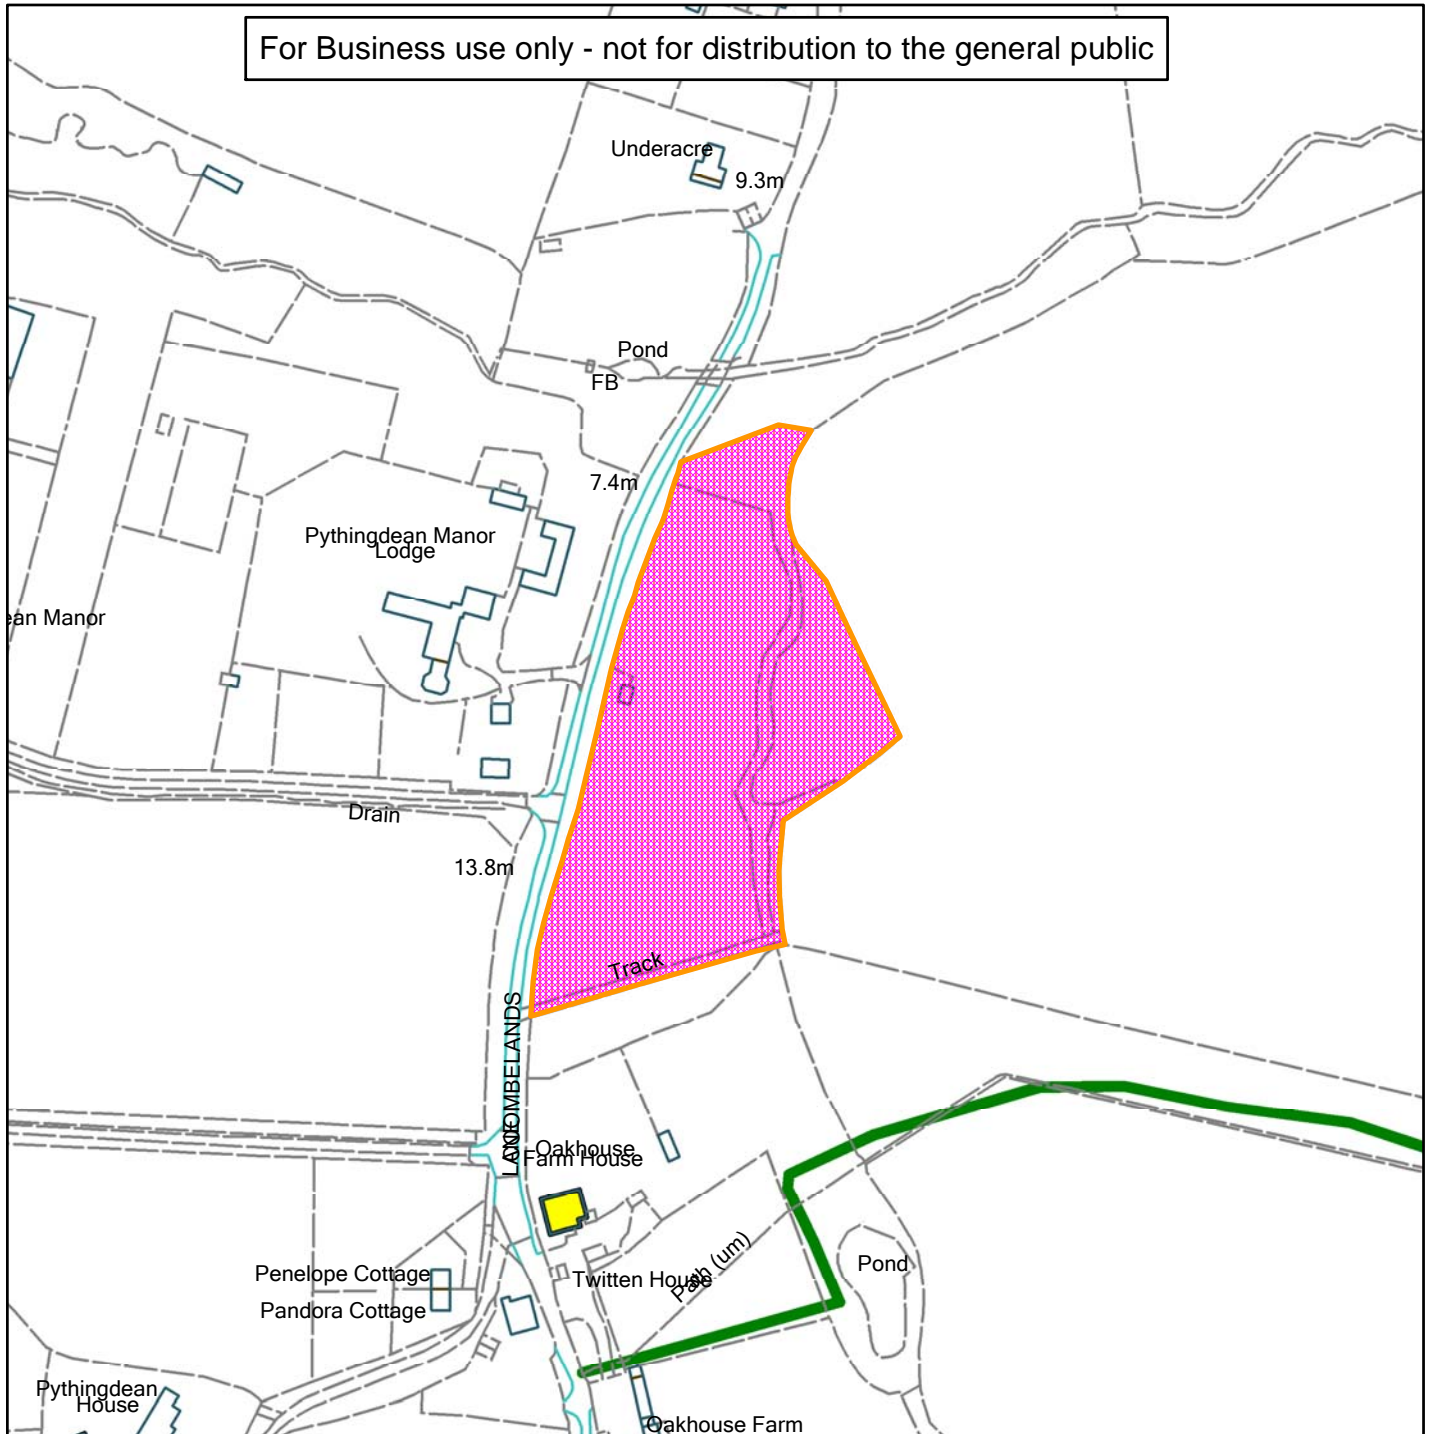 For Business use only - not for distribution to the general public
Underacre
9.3m
Pond
FB
7.4m
Pythingdean Manor
Lodge
ean Manor
Drain
13.8m
Track
COOMBELANDS
LANE
Oakhouse
Farm House
Path (um)
Pond
Penelope Cottage
Twitten House
Pandora Cottage
Pythingdean
House
Oakhouse Farm